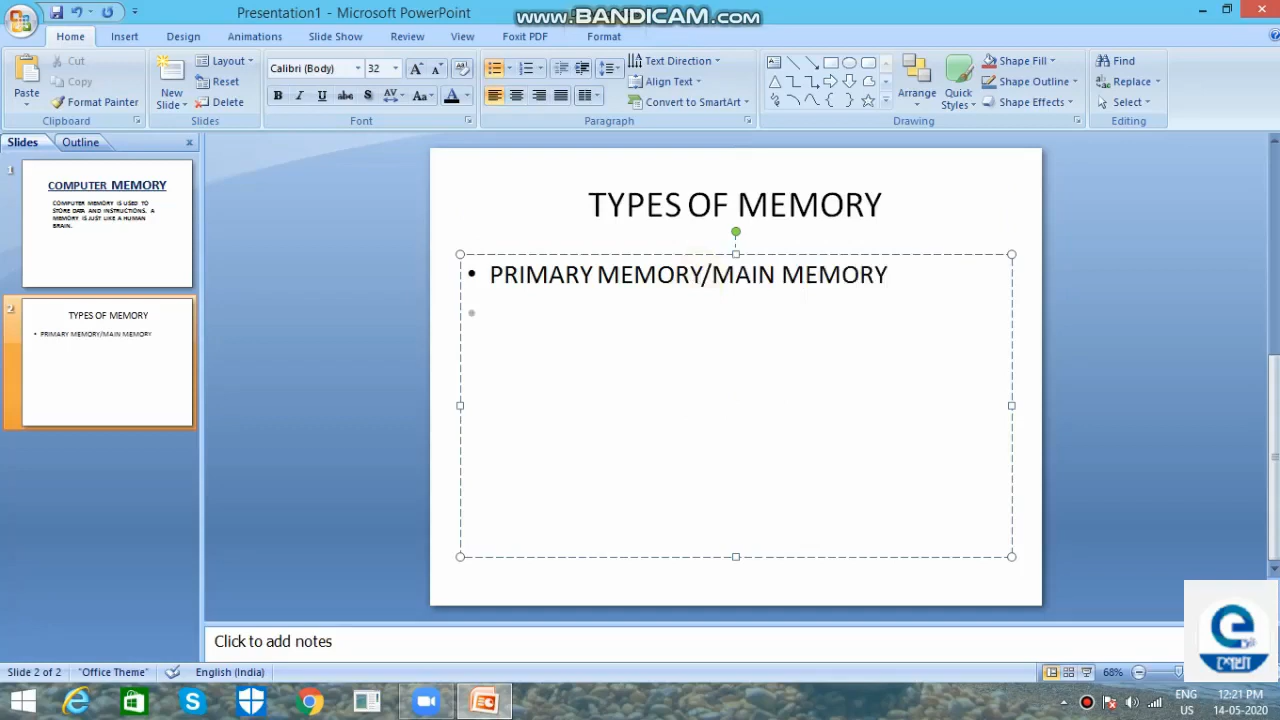 Presentation1 - Microsoft PowerPoint
www.BANDICAM.com
Home Insert Design Animations Slide Show Review View Foxit PDF Format
Paste
Cut
Copy
Format Painter
Clipboard
New Slide
Layout
Reset
Delete
Slides
Calibri (Body) 32
B I U abc S AV Aa A
Font
Text Direction
Align Text
Convert to SmartArt
Paragraph
Arrange
Quick Styles
Shape Fill
Shape Outline
Shape Effects
Drawing
Find
Replace
Select
Editing
Slides Outline
1
COMPUTER MEMORY
COMPUTER MEMORY IS USED TO
STORE DATA AND INSTRUCTIONS. A
MEMORY IS JUST LIKE A HUMAN
BRAIN.
2
TYPES OF MEMORY
• PRIMARY MEMORY/MAIN MEMORY
TYPES OF MEMORY
• PRIMARY MEMORY/MAIN MEMORY
Click to add notes
Slide 2 of 2 "Office Theme" English (India) 68%
ENG
US
12:21 PM
14-05-2020